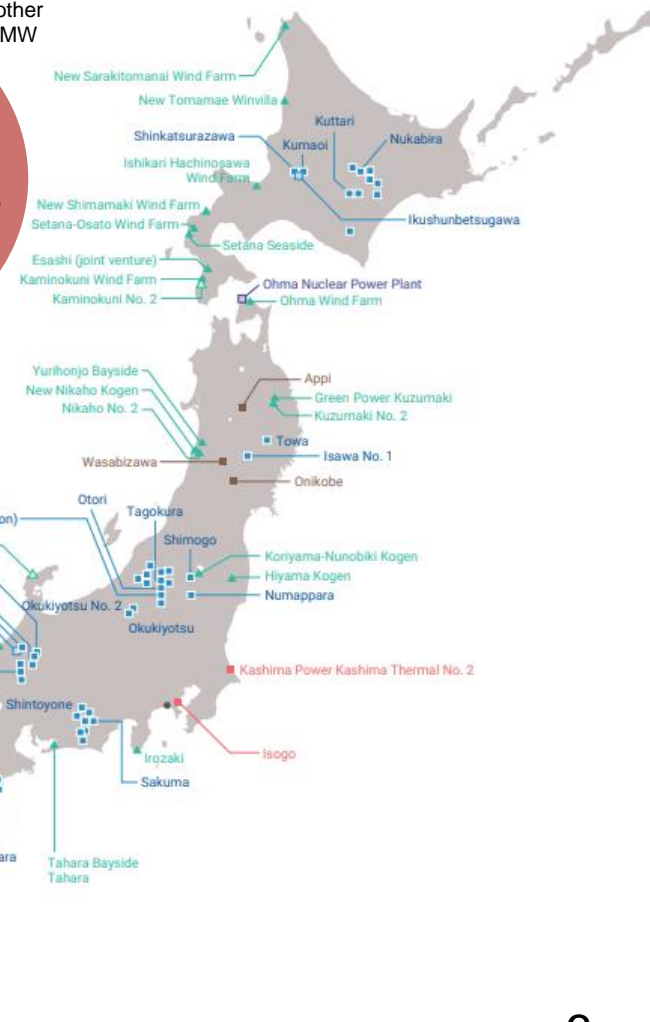 other
MW
New Sarakitomanai Wind Farm
New Tomamae Winvilla
Kuttari
Shinkatsurazawa
Nukabira
Kumaoi
Ishikari Hachinosawa
Wind Farm
New Shimamaki Wind Farm
Ikushunbetsugawa
Setana-Osato Wind Farm
Setana Seaside
Esashi (joint venture)
Kaminokuni Wind Farm
Ohma Nuclear Power Plant
Kaminokuni No. 2
Ohma Wind Farm
Yurihonjo Bayside
Appi
New Nikaho Kogen
Green Power Kuzumaki
Nikaho No. 2
Kuzumaki No. 2
Towa
Isawa No. 1
Wasabizawa
Onikobe
Otori
Tagokura
on)
Shimogo
Koriyama-Nunobiki Kogen
Hiyama Kogen
Numappara
Okukiyotsu No. 2
Okukiyotsu
Kashima Power Kashima Thermal No. 2
Shintoyone
Isogo
Irozaki
Sakuma
ara
Tahara Bayside
Tahara